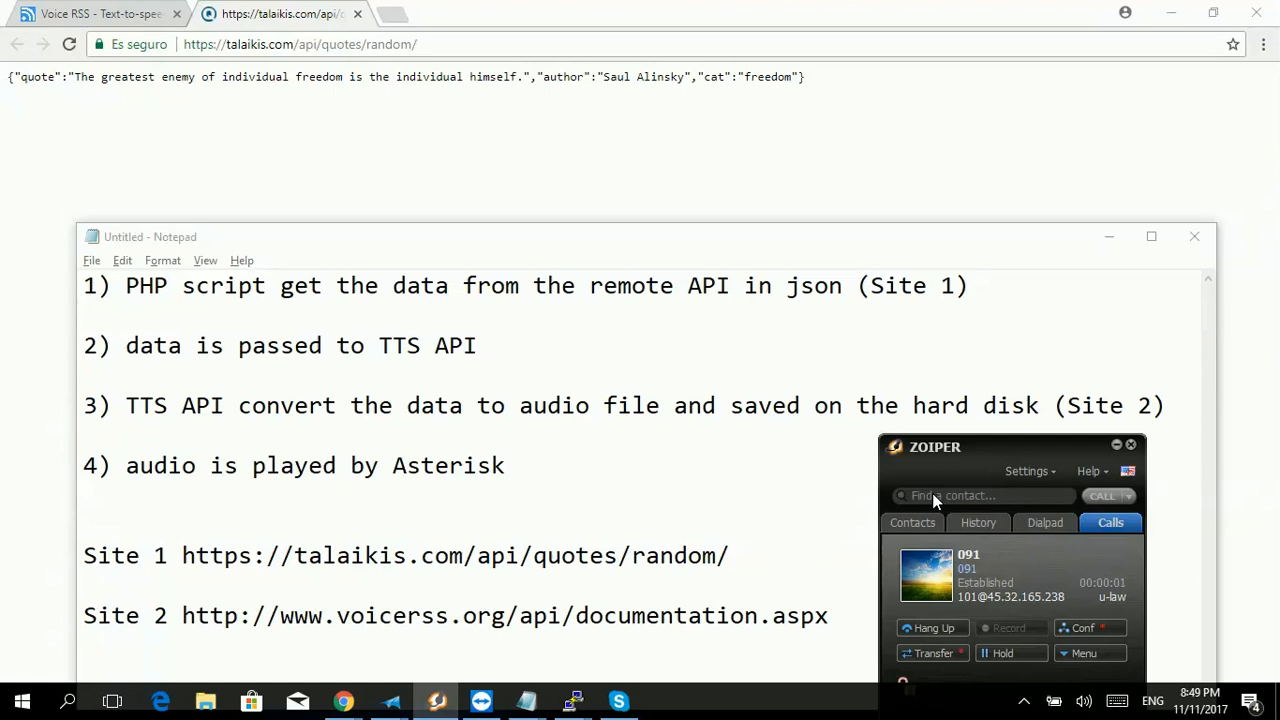 Voice RSS - Text-to-spee
https://talaikis.com/api/
Es seguro https://talaikis.com/api/quotes/random/
{"quote":"The greatest enemy of individual freedom is the individual himself.","author":"Saul Alinsky","cat":"freedom"}
Untitled - Notepad
File Edit Format View Help
1) PHP script get the data from the remote API in json (Site 1)
2) data is passed to TTS API
3) TTS API convert the data to audio file and saved on the hard disk (Site 2)
4) audio is played by Asterisk
Site 1 https://talaikis.com/api/quotes/random/
Site 2 http://www.voicerss.org/api/documentation.aspx
ZOIPER
Settings Help
Find a contact... CALL
Contacts History Dialpad Calls
091
091
Established 00:00:01
101@45.32.165.238 u-law
Hang Up Record Conf
Transfer Hold Menu
ENG
8:49 PM
11/11/2017
4